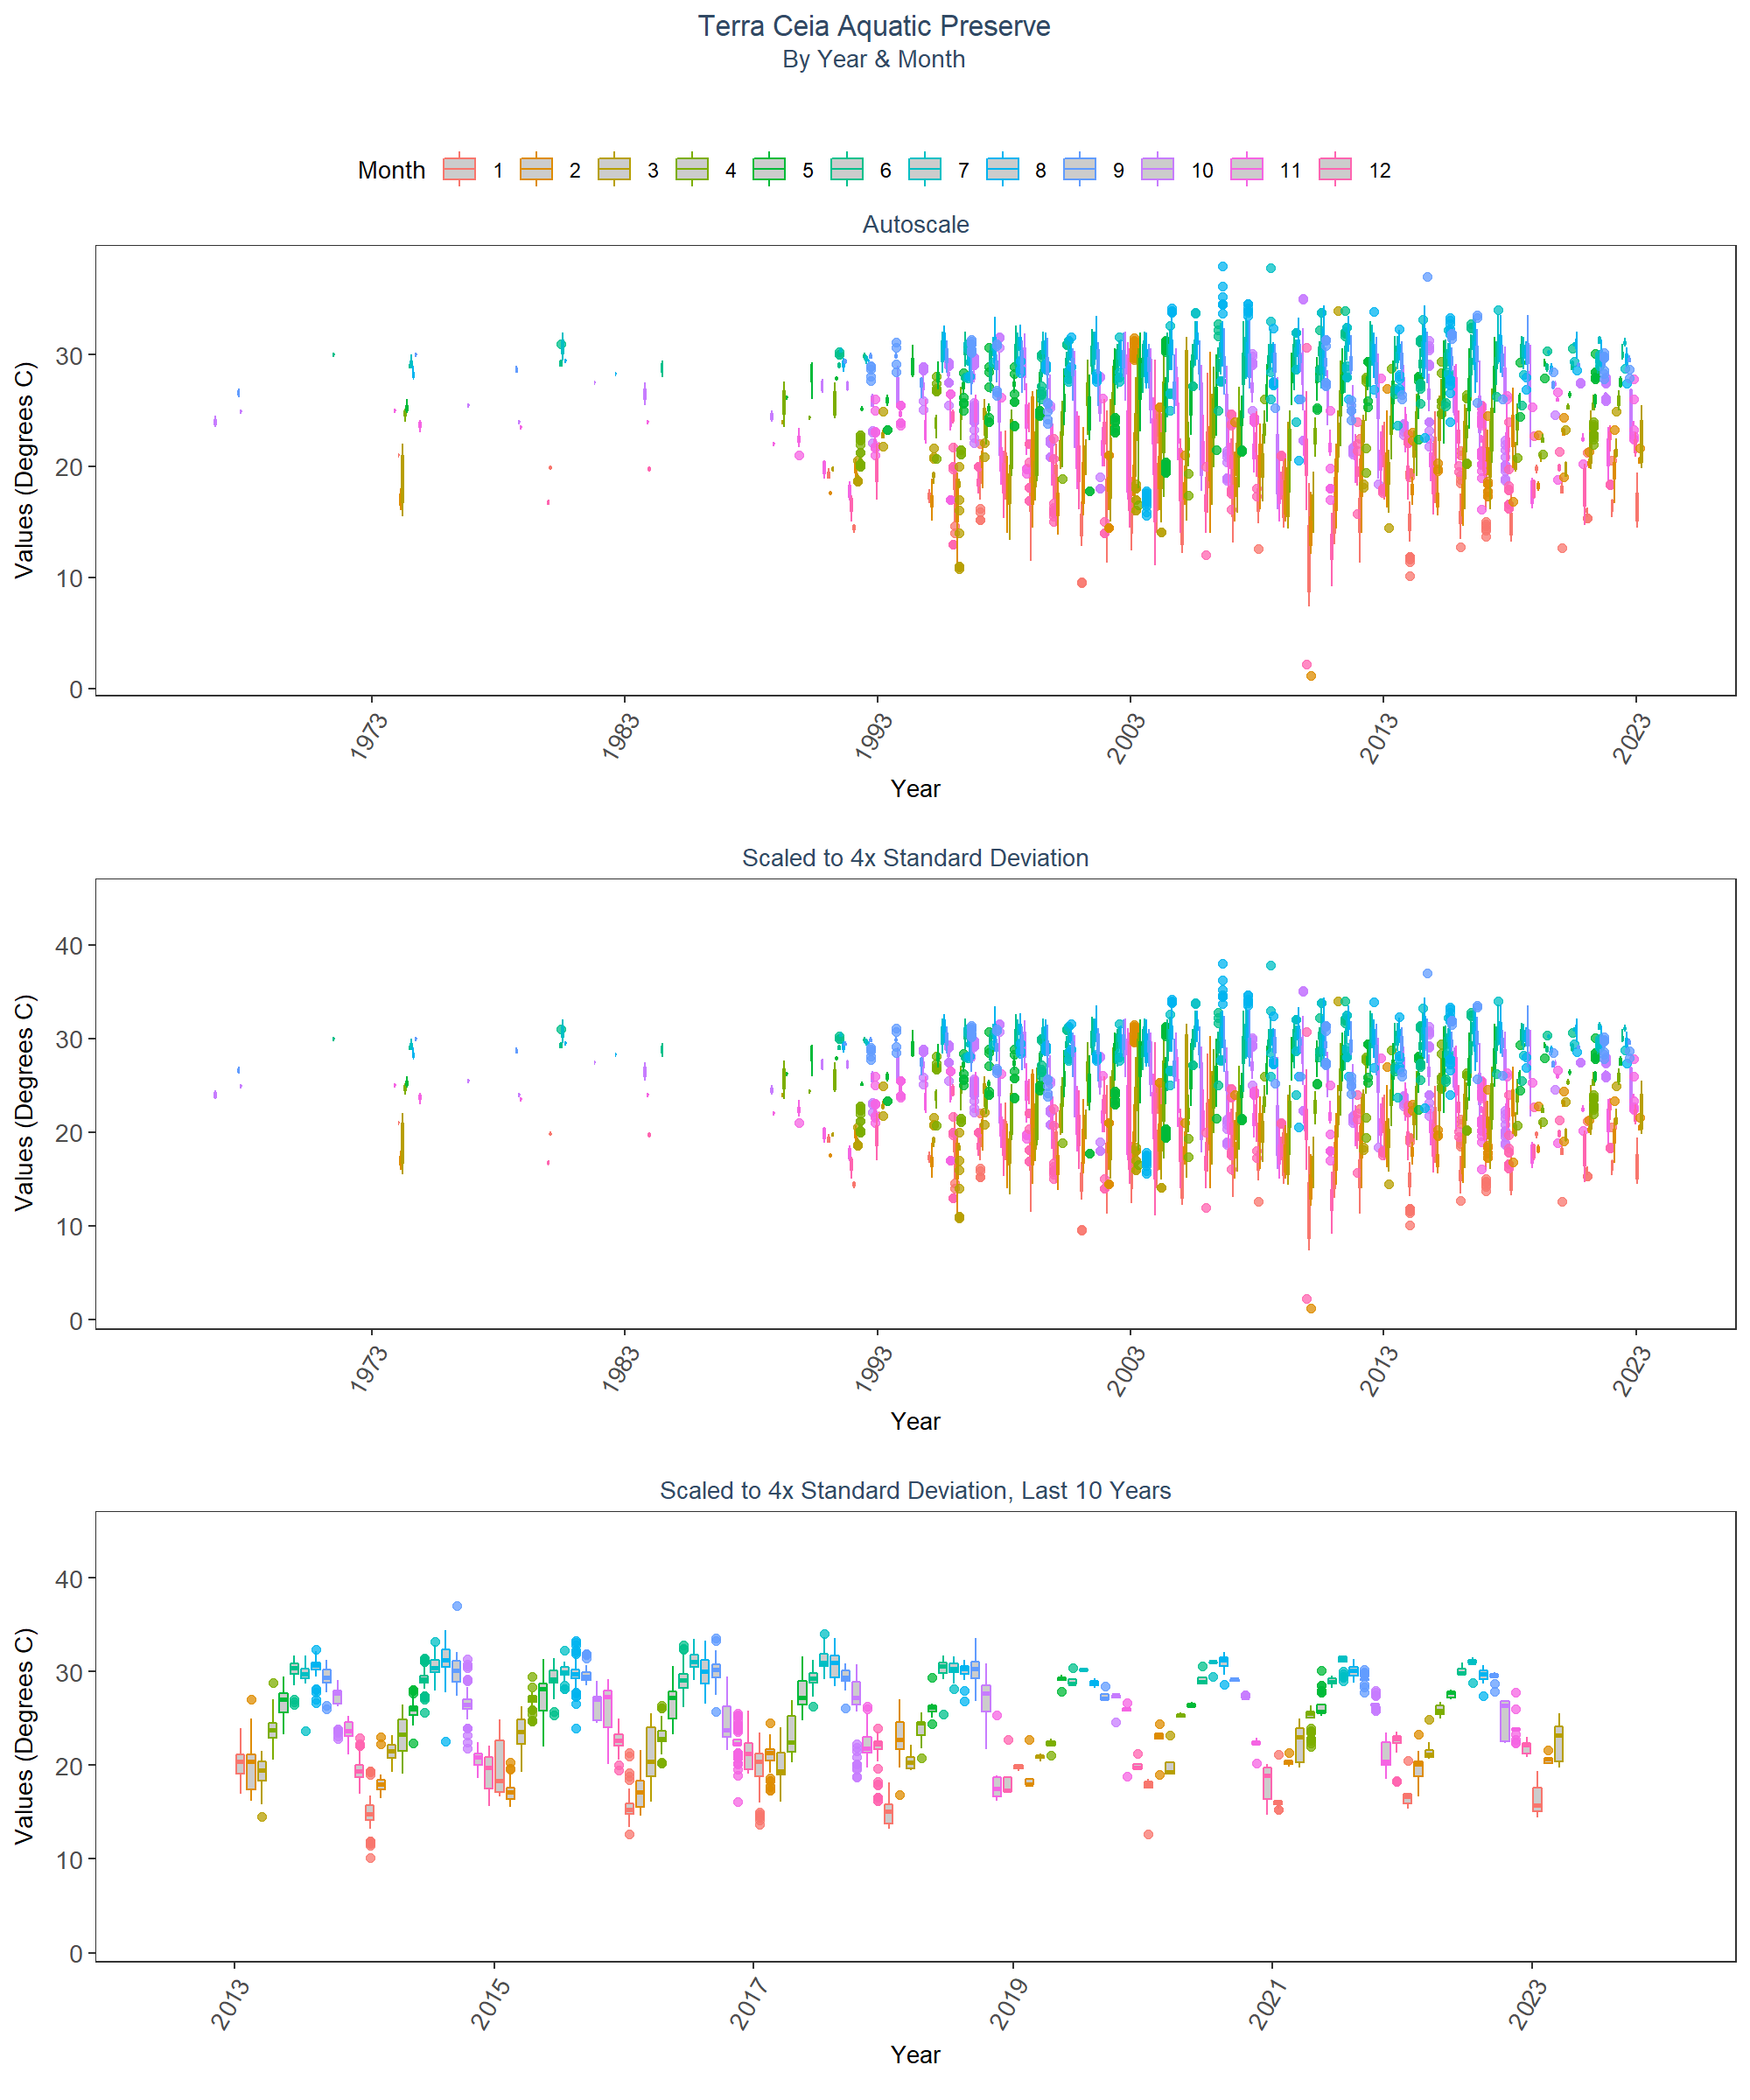 Terra Ceia Aquatic Preserve
By Year & Month
Month 1 2 3 4 5 6 7 8 9 10 11 12
Autoscale
Values (Degrees C)
30
20
10
0
1973 1983 1993 2003 2013 2023
Year
Scaled to 4x Standard Deviation
Values (Degrees C)
40
30
20
10
0
1973 1983 1993 2003 2013 2023
Year
Scaled to 4x Standard Deviation, Last 10 Years
Values (Degrees C)
40
30
20
10
0
2013 2015 2017 2019 2021 2023
Year